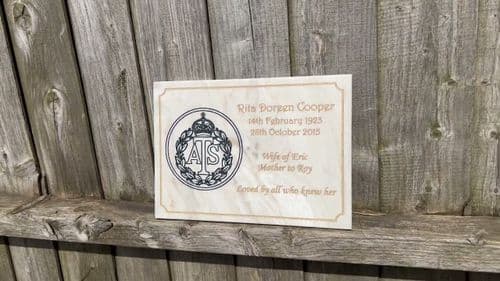 ATS
Rita Doreen Cooper
14th February 1923
28th October 2015
Wife of Eric
Mother to Roy
Loved by all who knew her